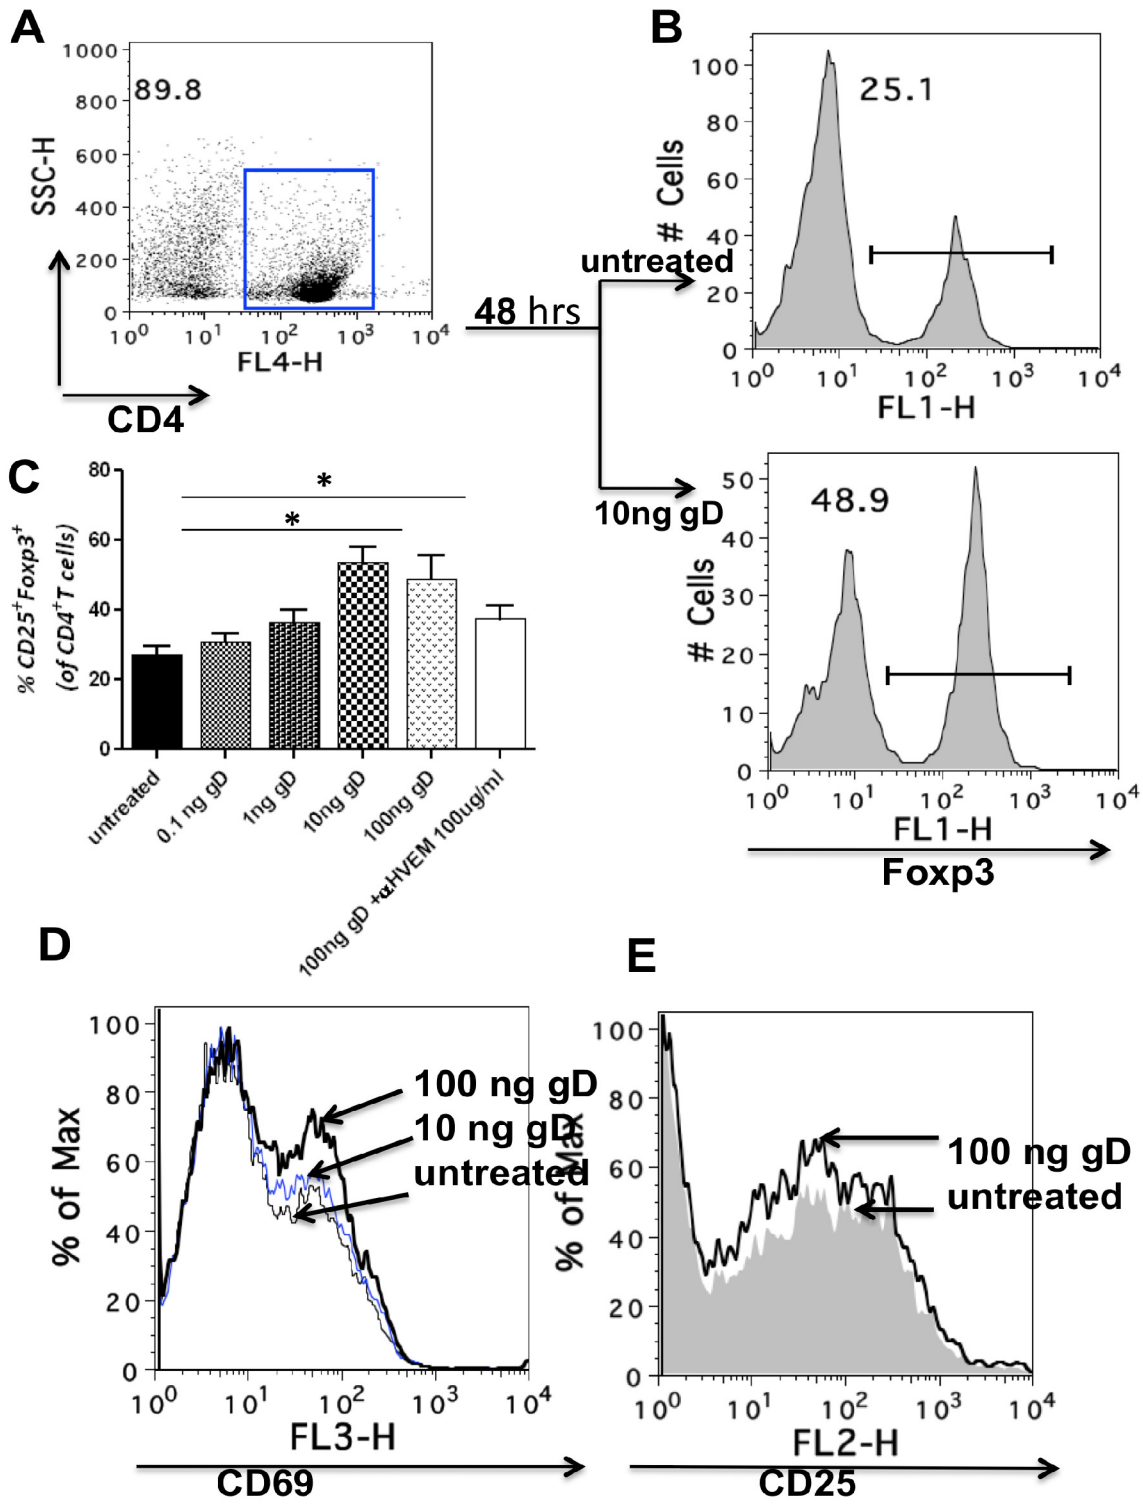 A
1000
800
600
400
200
0
89.8
SSC-H
10^0 10^1 10^2 10^3 10^4
FL4-H
CD4
48 hrs
untreated
10ng gD
B
100
80
60
40
20
0
# Cells
25.1
10^0 10^1 10^2 10^3 10^4
FL1-H
50
40
30
20
10
0
# Cells
48.9
10^0 10^1 10^2 10^3 10^4
FL1-H
Foxp3
C
80
60
40
20
0
% CD25+Foxp3+
(of CD4+T cells)
*
*
untreated
0.1 ng gD
1ng gD
10ng gD
100ng gD
100ng gD +αHVEM 100ug/ml
D
100
80
60
40
20
0
% of Max
100 ng gD
10 ng gD
untreated
10^0 10^1 10^2 10^3 10^4
FL3-H
CD69
E
100
80
60
40
20
0
% of Max
100 ng gD
untreated
10^0 10^1 10^2 10^3 10^4
FL2-H
CD25